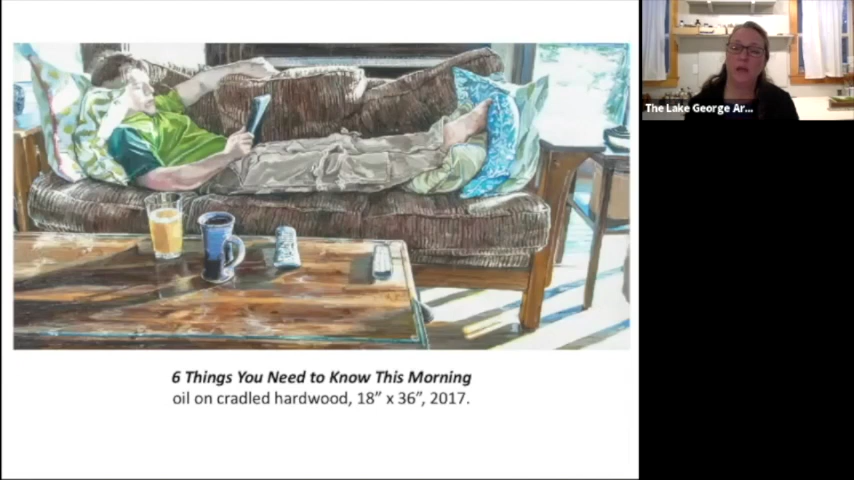 The Lake George Ar...
6 Things You Need to Know This Morning
oil on cradled hardwood, 18” x 36”, 2017.